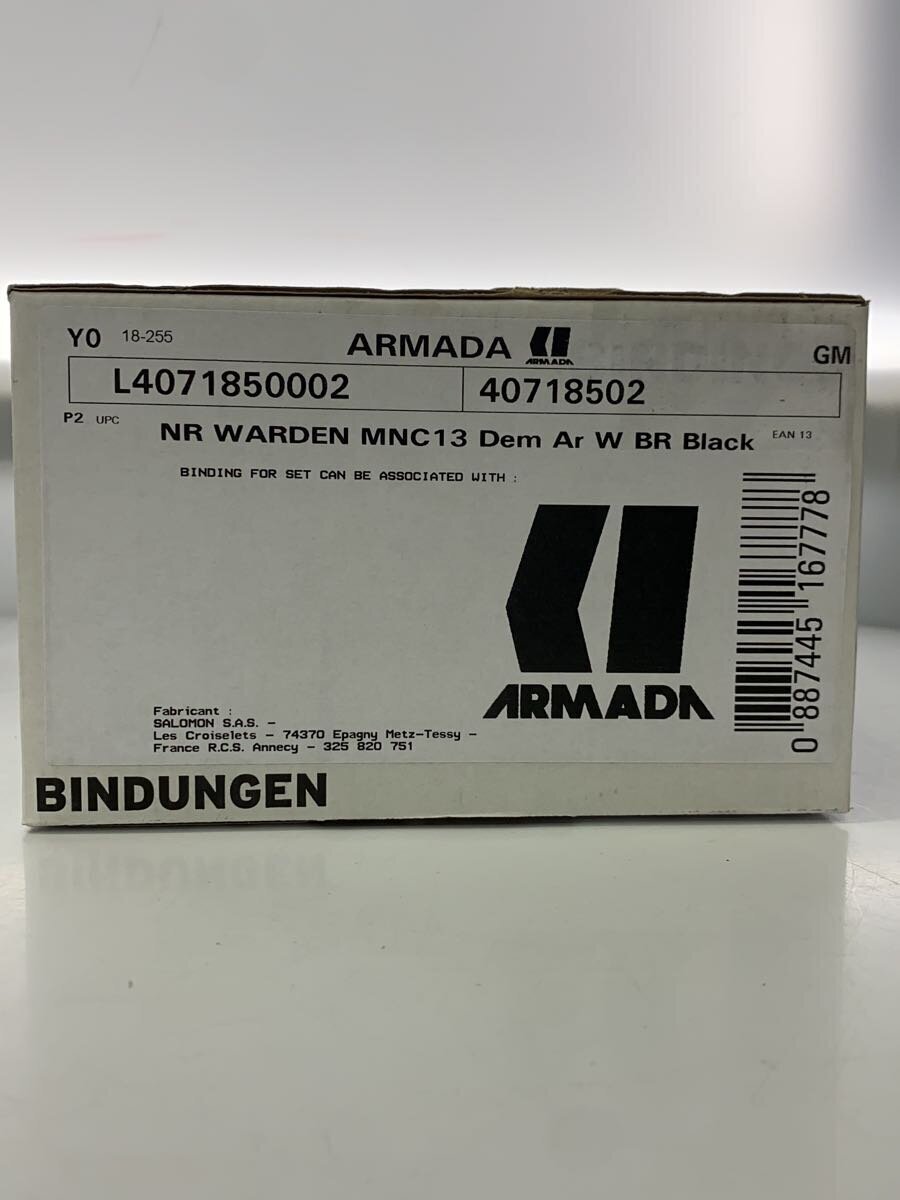 YO 18-255 ARMADA ARMADA GM
L4071850002 40718502
P2 UPC NR WARDEN MNC13 Dem Ar W BR Black EAN 13
BINDING FOR SET CAN BE ASSOCIATED WITH :
ARMADA
0 887445 167778
Fabricant :
SALOMON S.A.S. –
Les Croiselets – 74370 Epagny Metz-Tessy –
France R.C.S. Annecy – 325 820 751
BINDUNGEN